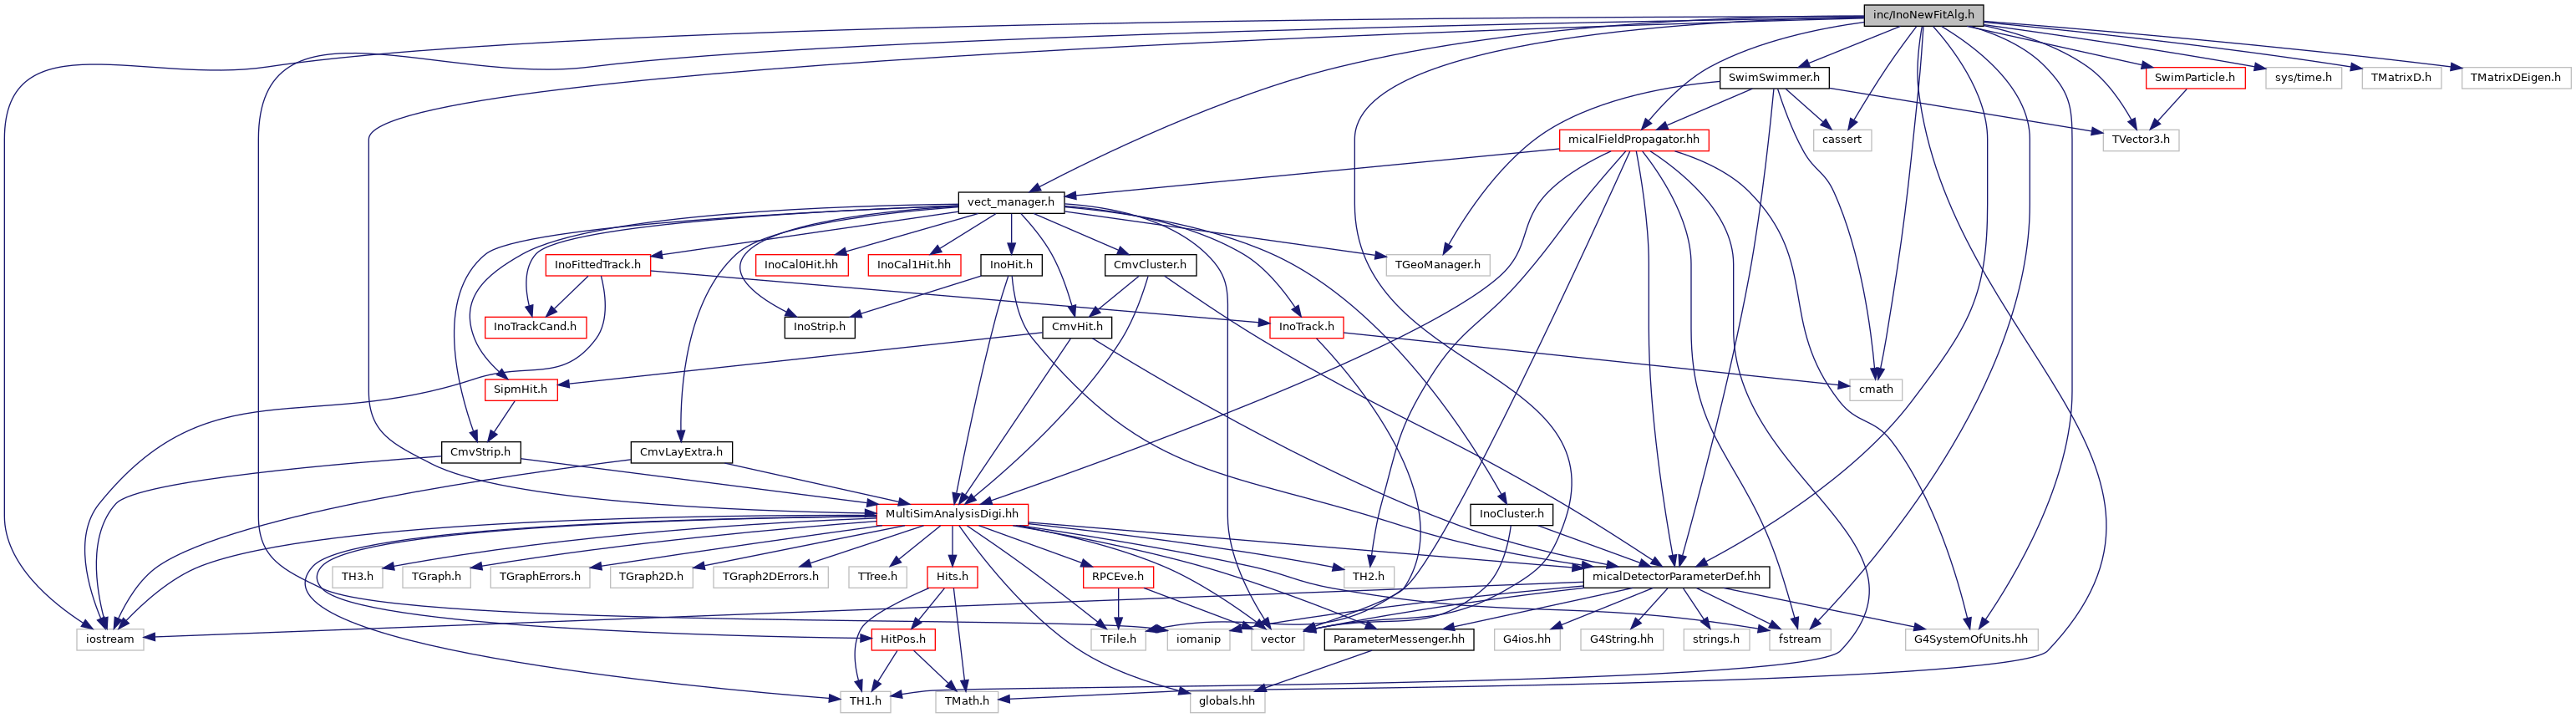 inc/InoNewFitAlg.h
SwimSwimmer.h
SwimParticle.h
sys/time.h
TMatrixD.h
TMatrixDEigen.h
micalFieldPropagator.hh
cassert
TVector3.h
vect_manager.h
InoFittedTrack.h
InoCal0Hit.hh
InoCal1Hit.hh
InoHit.h
CmvCluster.h
TGeoManager.h
InoTrackCand.h
InoStrip.h
CmvHit.h
InoTrack.h
SipmHit.h
cmath
CmvStrip.h
CmvLayExtra.h
MultiSimAnalysisDigi.hh
InoCluster.h
TH3.h
TGraph.h
TGraphErrors.h
TGraph2D.h
TGraph2DErrors.h
TTree.h
Hits.h
RPCEve.h
TH2.h
micalDetectorParameterDef.hh
iostream
HitPos.h
TFile.h
iomanip
vector
ParameterMessenger.hh
G4ios.hh
G4String.hh
strings.h
fstream
G4SystemOfUnits.hh
TH1.h
TMath.h
globals.hh